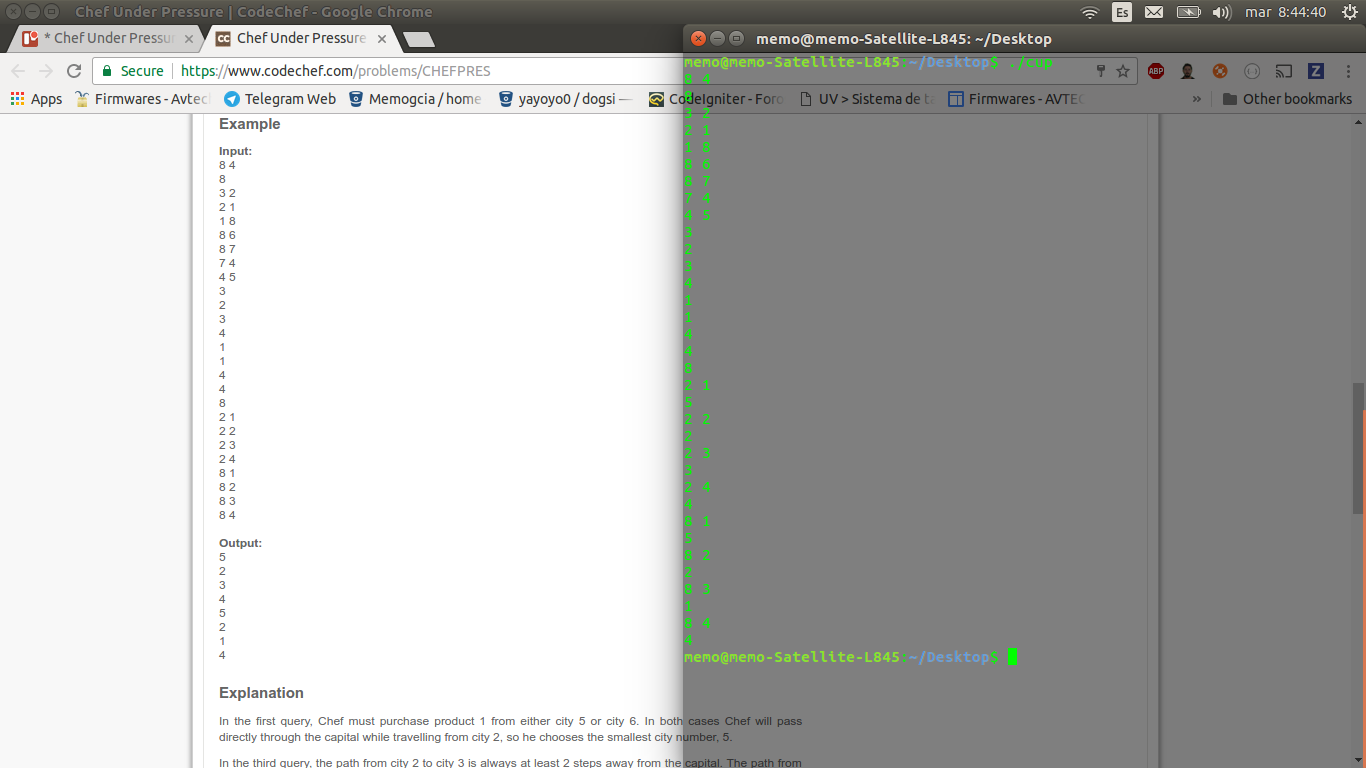 Chef Under Pressure | CodeChef - Google Chrome
Es
mar 8:44:40
* Chef Under Pressur
CC Chef Under Pressure
memo@memo-Satellite-L845: ~/Desktop
Secure
https://www.codechef.com/problems/CHEFPRES
ABP
Apps
Firmwares - Avtec
Telegram Web
Memogcia / home
yayoyo0 / dogsi
CodeIgniter - Foro
UV > Sistema de
Firmwares - AVTEC
»
Other bookmarks
Example
Input:
8 4
8
3 2
2 1
1 8
8 6
8 7
7 4
4 5
3
2
3
4
1
1
4
4
8
2 1
2 2
2 3
2 4
8 1
8 2
8 3
8 4
Output:
5
2
3
4
5
2
1
4
Explanation
In the first query, Chef must purchase product 1 from either city 5 or city 6. In both cases Chef will pass
directly through the capital while travelling from city 2, so he chooses the smallest city number, 5.
In the third query, the path from city 2 to city 3 is always at least 2 steps away from the capital. The path from
memo@memo-Satellite-L845:~/Desktop$ ./cup
8 4
8
3 2
2 1
1 8
8 6
8 7
7 4
4 5
3
2
3
4
1
1
4
4
8
2 1
5
2 2
2
2 3
3
2 4
4
8 1
5
8 2
2
8 3
1
8 4
4
memo@memo-Satellite-L845:~/Desktop$